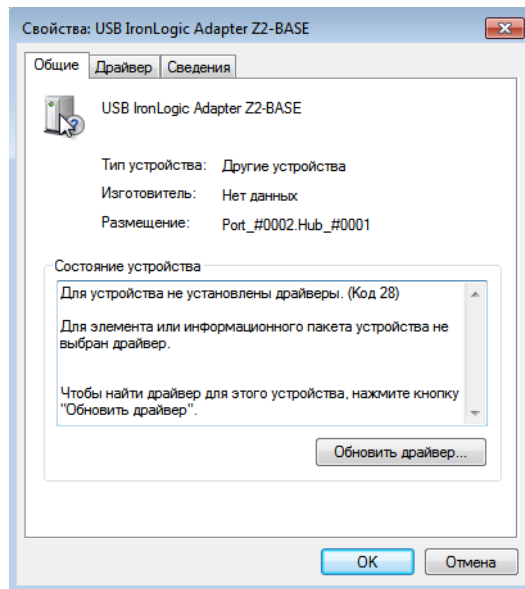 Свойства: USB IronLogic Adapter Z2-BASE
Общие Драйвер Сведения
USB IronLogic Adapter Z2-BASE
Тип устройства: Другие устройства
Изготовитель: Нет данных
Размещение: Port_#0002.Hub_#0001
Состояние устройства
Для устройства не установлены драйверы. (Код 28)
Для элемента или информационного пакета устройства не
выбран драйвер.
Чтобы найти драйвер для этого устройства, нажмите кнопку
"Обновить драйвер".
Обновить драйвер...
OK Отмена